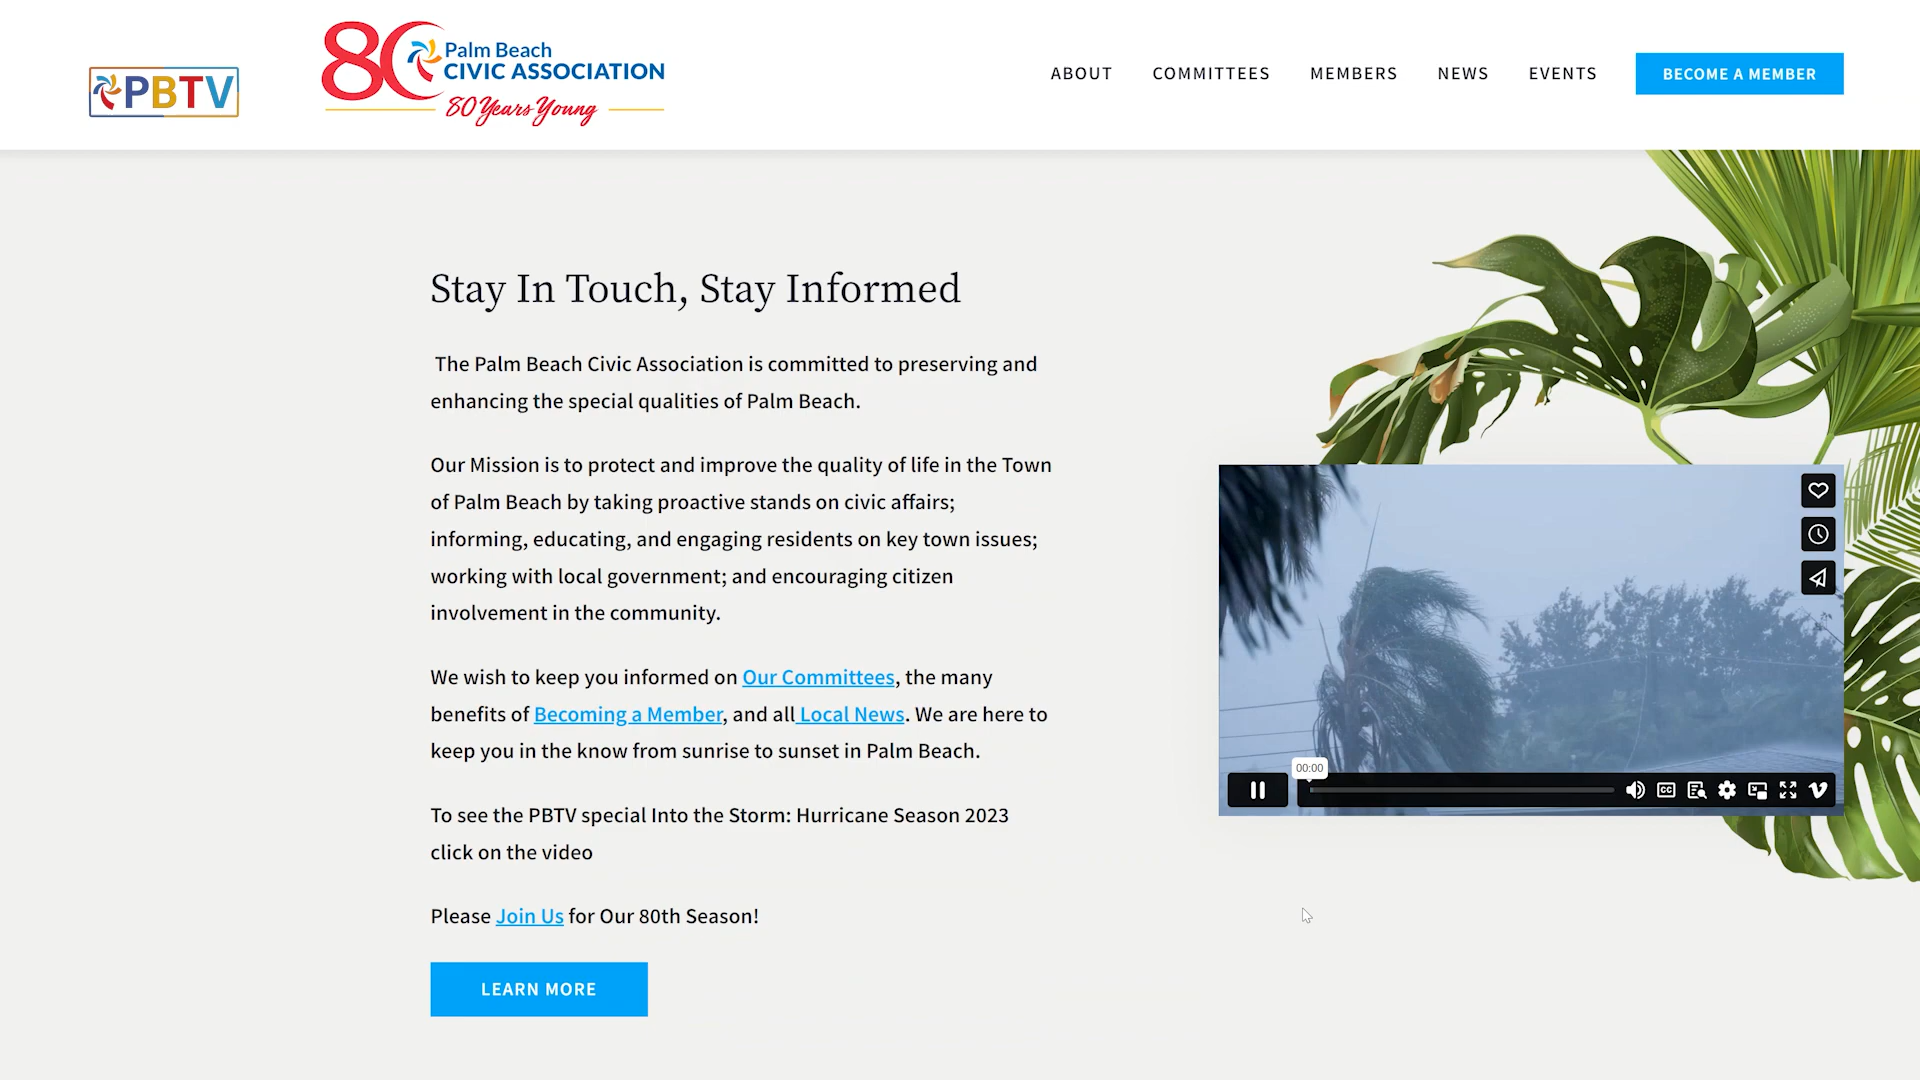 PBTV
80
Palm Beach
CIVIC ASSOCIATION
80 Years Young
ABOUT
COMMITTEES
MEMBERS
NEWS
EVENTS
BECOME A MEMBER
Stay In Touch, Stay Informed
The Palm Beach Civic Association is committed to preserving and
enhancing the special qualities of Palm Beach.
Our Mission is to protect and improve the quality of life in the Town
of Palm Beach by taking proactive stands on civic affairs;
informing, educating, and engaging residents on key town issues;
working with local government; and encouraging citizen
involvement in the community.
We wish to keep you informed on Our Committees, the many
benefits of Becoming a Member, and all Local News. We are here to
keep you in the know from sunrise to sunset in Palm Beach.
To see the PBTV special Into the Storm: Hurricane Season 2023
click on the video
Please Join Us for Our 80th Season!
LEARN MORE
00:00
CC